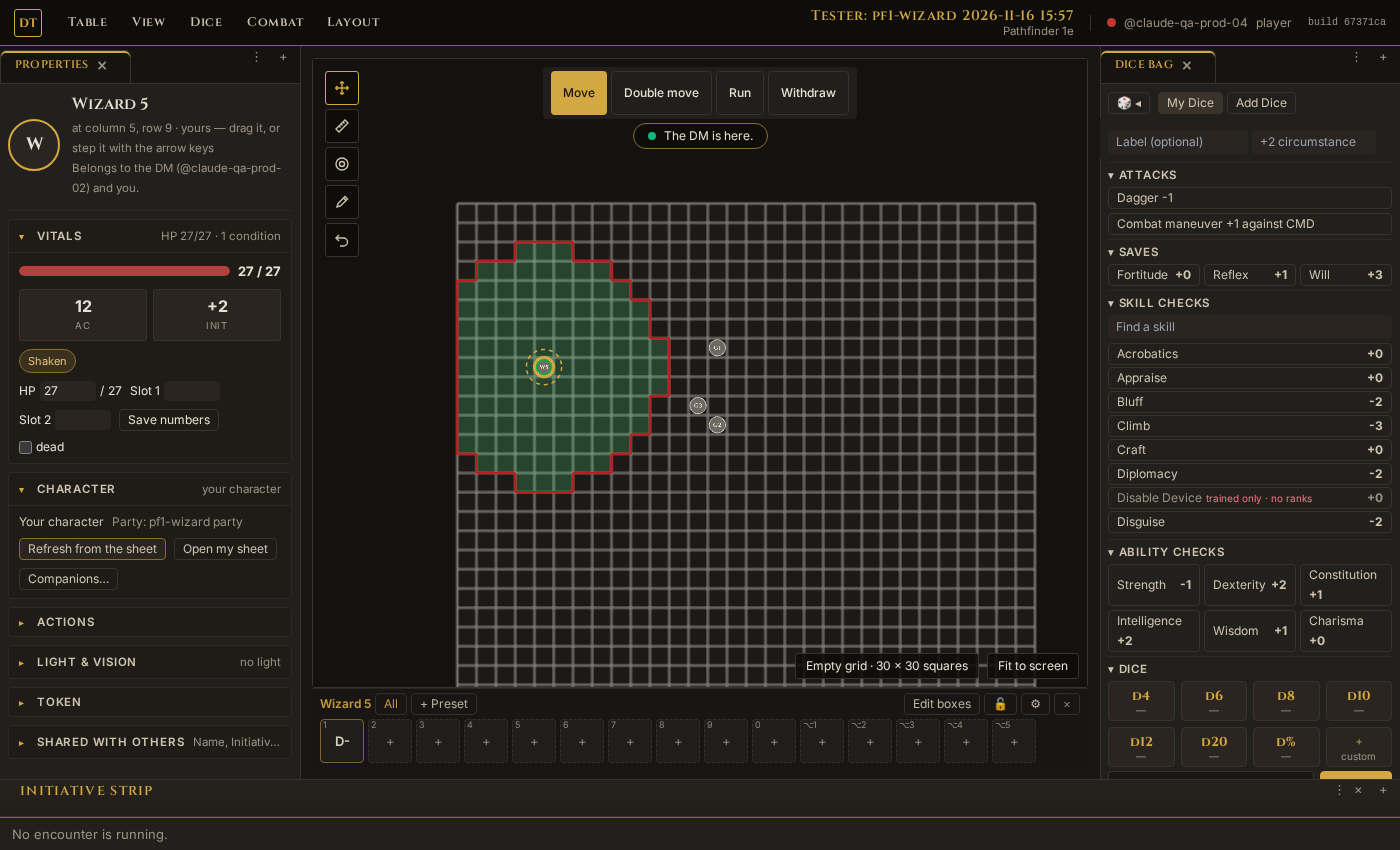 DT
TABLE
VIEW
DICE
COMBAT
LAYOUT
TESTER: PF1-WIZARD 2026-11-16 15:57
Pathfinder 1e
@claude-qa-prod-04 player
build 67371ca
PROPERTIES
W
WIZARD 5
at column 5, row 9 · yours — drag it, or
step it with the arrow keys
Belongs to the DM (@claude-qa-prod-
02) and you.
VITALS
HP 27/27 · 1 condition
27 / 27
12
AC
+2
INIT
Shaken
HP 27 / 27 Slot 1
Slot 2
Save numbers
dead
CHARACTER
your character
Your character Party: pf1-wizard party
Refresh from the sheet
Open my sheet
Companions...
ACTIONS
LIGHT & VISION
no light
TOKEN
SHARED WITH OTHERS
Name, Initiativ...
Move
Double move
Run
Withdraw
The DM is here.
W5
G1
G3
G2
Empty grid · 30 × 30 squares
Fit to screen
Wizard 5
All
+ Preset
Edit boxes
1
D-
2
3
4
5
6
7
8
9
0
⌥1
⌥2
⌥3
⌥4
⌥5
DICE BAG
My Dice
Add Dice
Label (optional)
+2 circumstance
ATTACKS
Dagger -1
Combat maneuver +1 against CMD
SAVES
Fortitude +0
Reflex +1
Will +3
SKILL CHECKS
Find a skill
Acrobatics +0
Appraise +0
Bluff -2
Climb -3
Craft +0
Diplomacy -2
Disable Device trained only · no ranks +0
Disguise -2
ABILITY CHECKS
Strength -1
Dexterity +2
Constitution
+1
Intelligence
+2
Wisdom +1
Charisma
+0
DICE
D4
—
D6
—
D8
—
D10
—
D12
—
D20
—
D%
—
+
custom
INITIATIVE STRIP
No encounter is running.